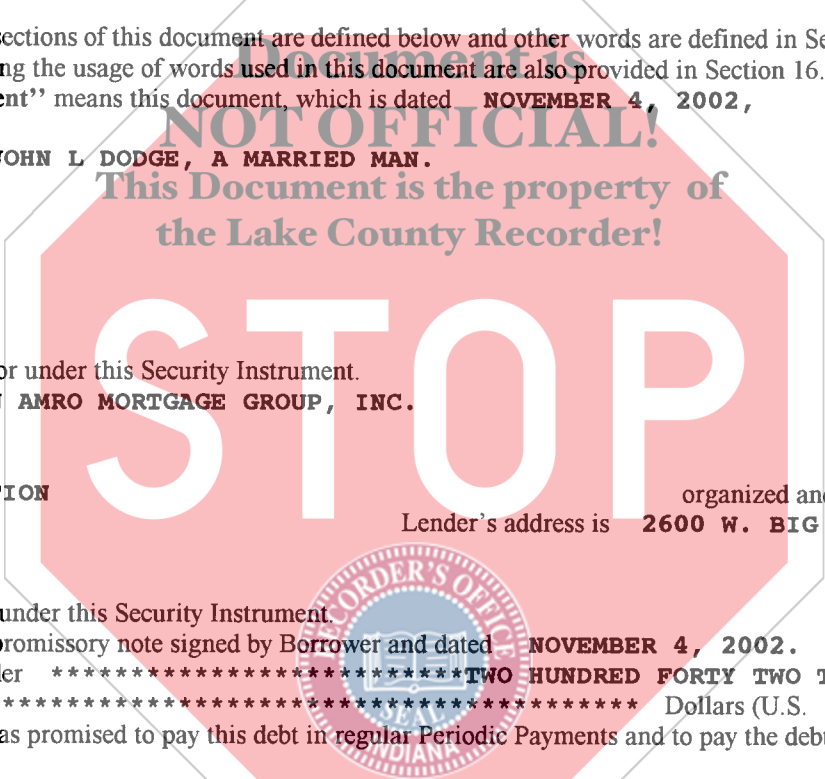 ections of this document are defined below and other words are defined in Se
Document is
ng the usage of words used in this document are also provided in Section 16.
ent” means this document, which is dated NOVEMBER 4, 2002,
NOT OFFICIAL!
OHN L DODGE, A MARRIED MAN.
This Document is the property of
the Lake County Recorder!
STOP
or under this Security Instrument.
AMRO MORTGAGE GROUP, INC.
TION
organized and
Lender's address is 2600 W. BIG
RECORDER'S OFFICE
under this Security Instrument.
promissory note signed by Borrower and dated NOVEMBER 4, 2002.
er **************************TWO HUNDRED FORTY TWO T
**************************************** Dollars (U.S.
SEAL
as promised to pay this debt in regular Periodic Payments and to pay the debt
INDIANA